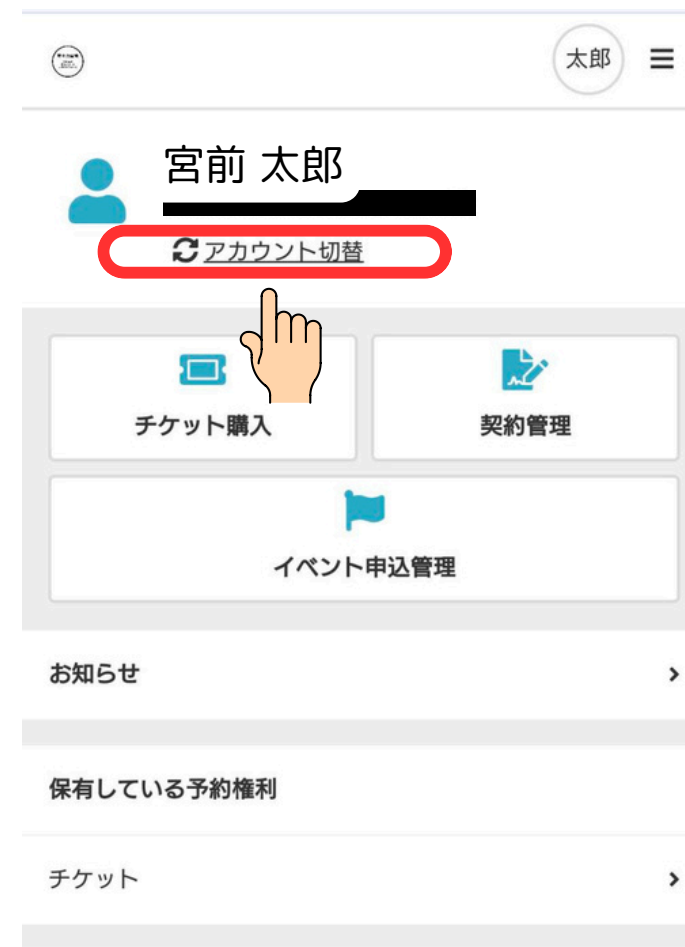 太郎
宮前 太郎
アカウント切替
チケット購入
契約管理
イベント申込管理
お知らせ
保有している予約権利
チケット